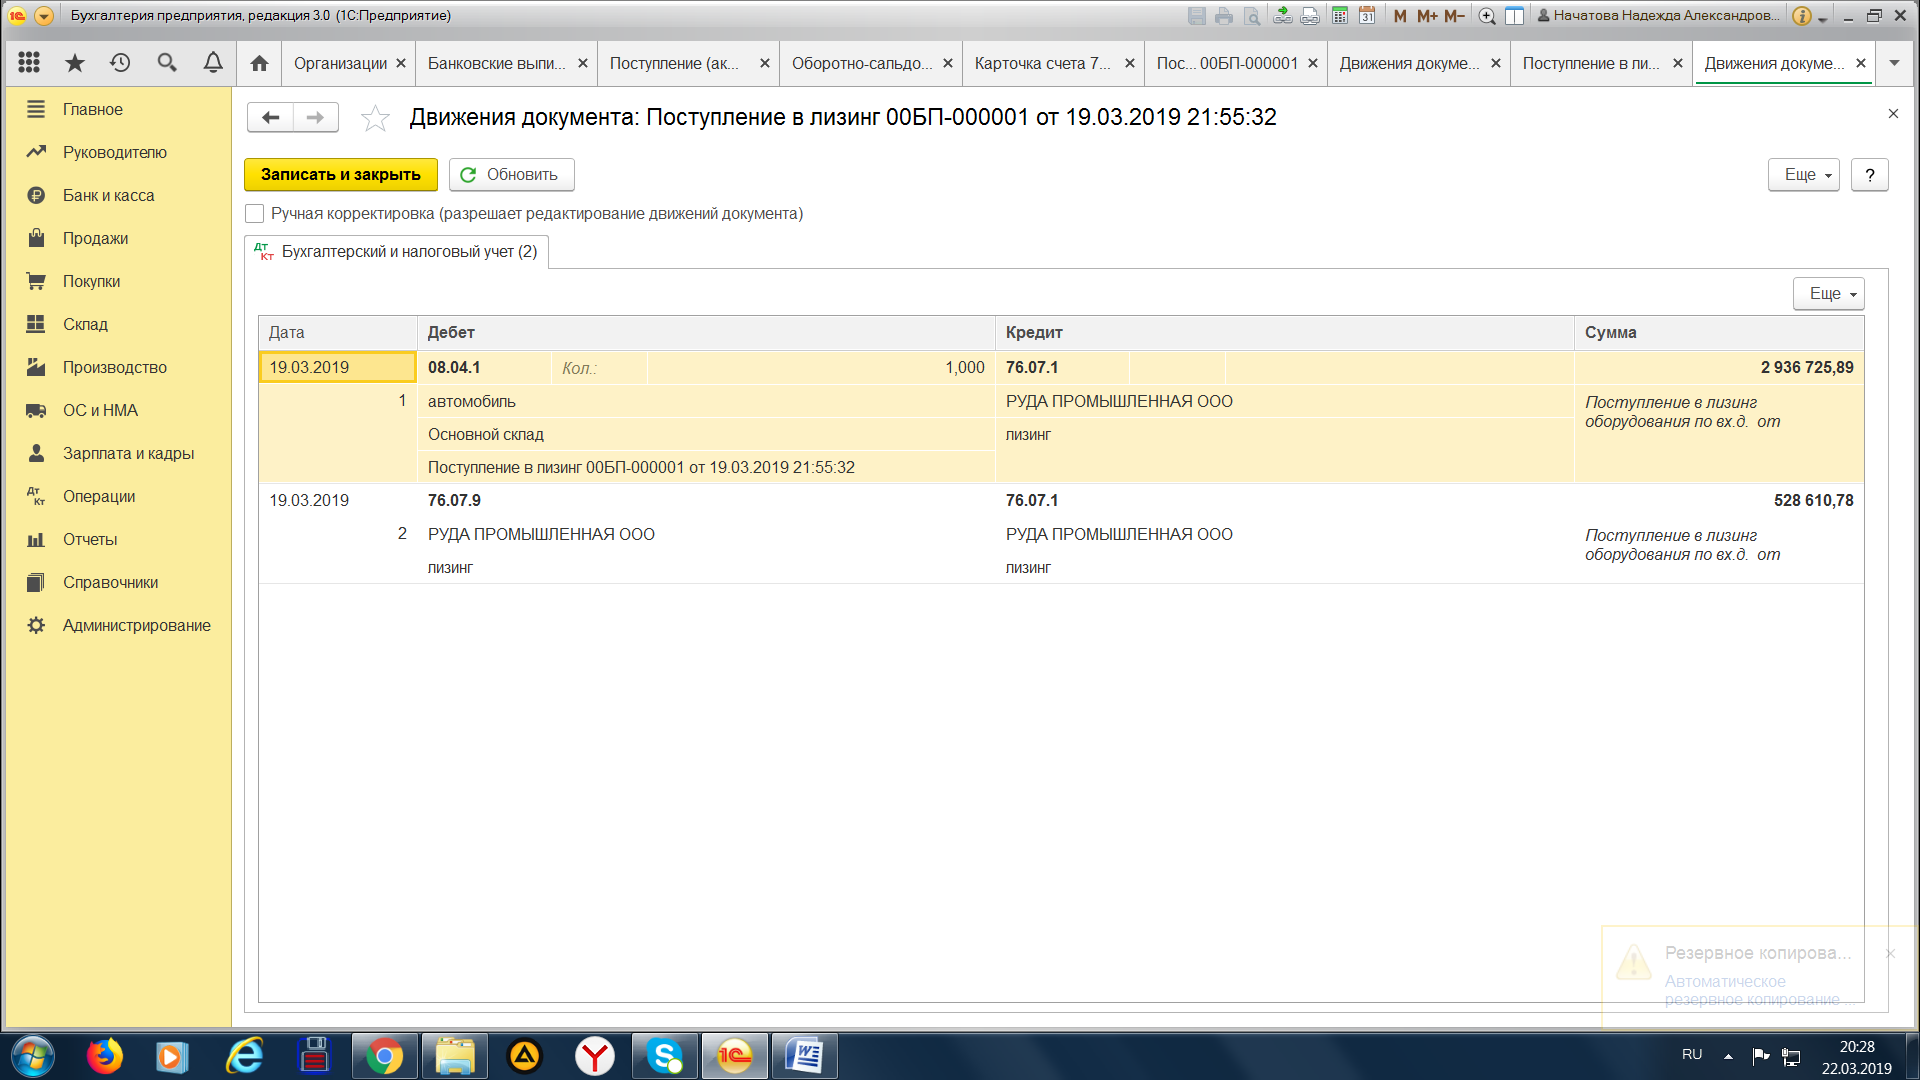 Бухгалтерия предприятия, редакция 3.0 (1С:Предприятие)
31 M M+ M− Начатова Надежда Александров...
Организации Банковские выпи... Поступление (ак... Оборотно-сальдо... Карточка счета 7... Пос... 00БП-000001 Движения докуме... Поступление в ли... Движения докуме...
Главное
Руководителю
Банк и касса
Продажи
Покупки
Склад
Производство
ОС и НМА
Зарплата и кадры
Дт Кт Операции
Отчеты
Справочники
Администрирование
Движения документа: Поступление в лизинг 00БП-000001 от 19.03.2019 21:55:32
Записать и закрыть Обновить Еще ?
Ручная корректировка (разрешает редактирование движений документа)
Дт Кт Бухгалтерский и налоговый учет (2)
Еще
Дата Дебет Кредит Сумма
19.03.2019 08.04.1 Кол.: 1,000 76.07.1 2 936 725,89
1 автомобиль РУДА ПРОМЫШЛЕННАЯ ООО Поступление в лизинг
оборудования по вх.д. от
Основной склад лизинг
Поступление в лизинг 00БП-000001 от 19.03.2019 21:55:32
19.03.2019 76.07.9 76.07.1 528 610,78
2 РУДА ПРОМЫШЛЕННАЯ ООО РУДА ПРОМЫШЛЕННАЯ ООО Поступление в лизинг
оборудования по вх.д. от
лизинг лизинг
Резервное копирова...
Автоматическое
резервное копирование ...
RU 20:28
22.03.2019